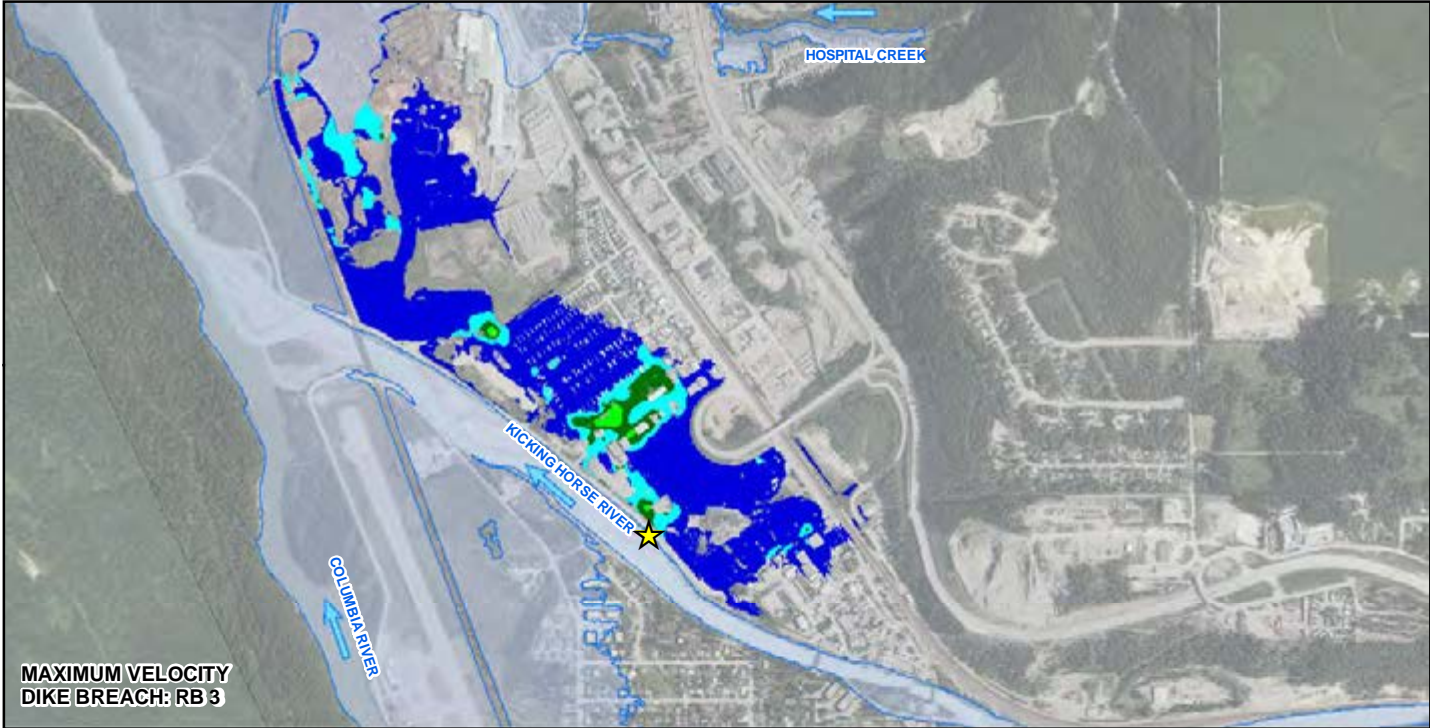 HOSPITAL CREEK
KICKING HORSE RIVER
COLUMBIA RIVER
MAXIMUM VELOCITY
DIKE BREACH: RB 3